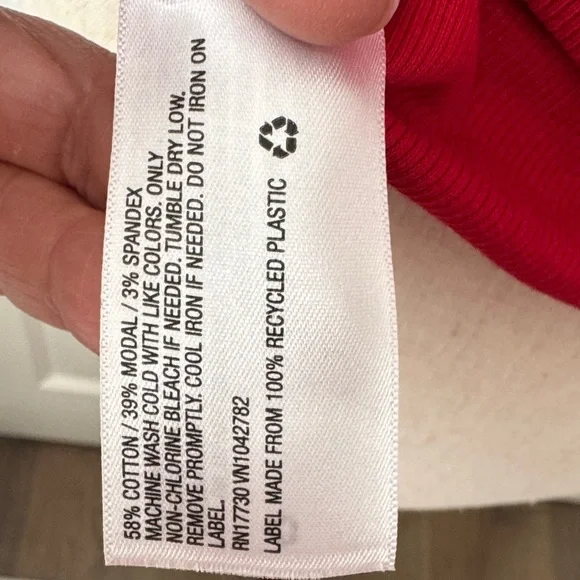 58% COTTON / 39% MODAL / 3% SPANDEX
MACHINE WASH COLD WITH LIKE COLORS. ONLY
NON-CHLORINE BLEACH IF NEEDED. TUMBLE DRY LOW.
REMOVE PROMPTLY. COOL IRON IF NEEDED. DO NOT IRON ON
LABEL.
RN17730 VN1042782
LABEL MADE FROM 100% RECYCLED PLASTIC